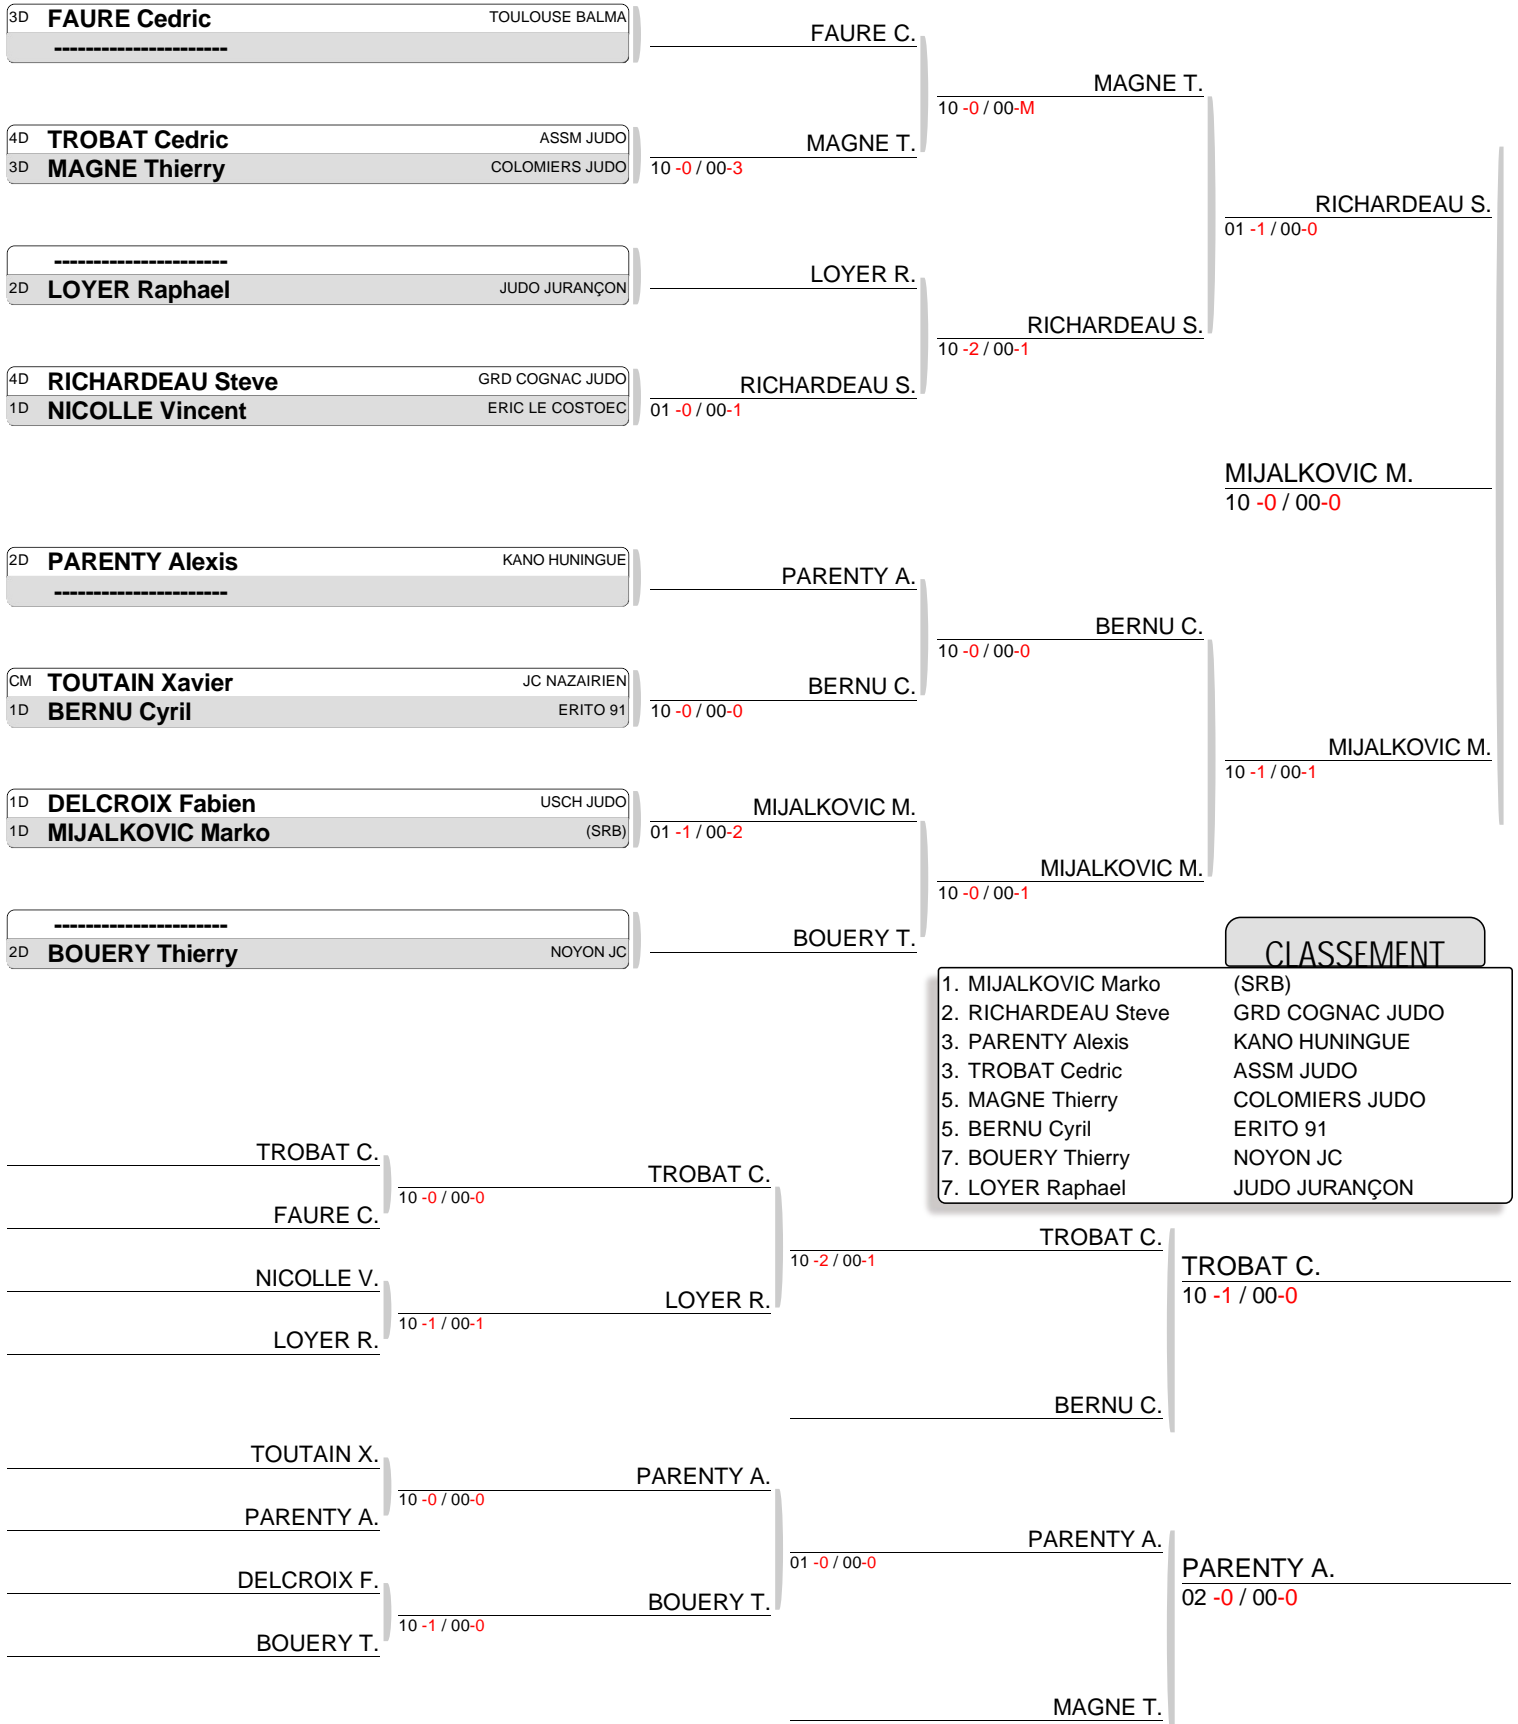 3D FAURE Cedric TOULOUSE BALMA
----------------------
FAURE C.
MAGNE T.
10 -0 / 00-M
4D TROBAT Cedric ASSM JUDO
3D MAGNE Thierry COLOMIERS JUDO
MAGNE T.
10 -0 / 00-3
RICHARDEAU S.
01 -1 / 00-0
----------------------
2D LOYER Raphael JUDO JURANÇON
LOYER R.
RICHARDEAU S.
10 -2 / 00-1
4D RICHARDEAU Steve GRD COGNAC JUDO
1D NICOLLE Vincent ERIC LE COSTOEC
RICHARDEAU S.
01 -0 / 00-1
MIJALKOVIC M.
10 -0 / 00-0
2D PARENTY Alexis KANO HUNINGUE
----------------------
PARENTY A.
BERNU C.
10 -0 / 00-0
CM TOUTAIN Xavier JC NAZAIRIEN
1D BERNU Cyril ERITO 91
BERNU C.
10 -0 / 00-0
MIJALKOVIC M.
10 -1 / 00-1
1D DELCROIX Fabien USCH JUDO
1D MIJALKOVIC Marko (SRB)
MIJALKOVIC M.
01 -1 / 00-2
MIJALKOVIC M.
10 -0 / 00-1
----------------------
2D BOUERY Thierry NOYON JC
BOUERY T.
CLASSEMENT
1. MIJALKOVIC Marko (SRB)
2. RICHARDEAU Steve GRD COGNAC JUDO
3. PARENTY Alexis KANO HUNINGUE
3. TROBAT Cedric ASSM JUDO
5. MAGNE Thierry COLOMIERS JUDO
5. BERNU Cyril ERITO 91
7. BOUERY Thierry NOYON JC
7. LOYER Raphael JUDO JURANÇON
TROBAT C.
TROBAT C.
10 -0 / 00-0
FAURE C.
TROBAT C.
10 -2 / 00-1
TROBAT C.
10 -1 / 00-0
NICOLLE V.
LOYER R.
10 -1 / 00-1
LOYER R.
BERNU C.
TOUTAIN X.
PARENTY A.
10 -0 / 00-0
PARENTY A.
PARENTY A.
01 -0 / 00-0
PARENTY A.
02 -0 / 00-0
DELCROIX F.
BOUERY T.
10 -1 / 00-0
BOUERY T.
MAGNE T.